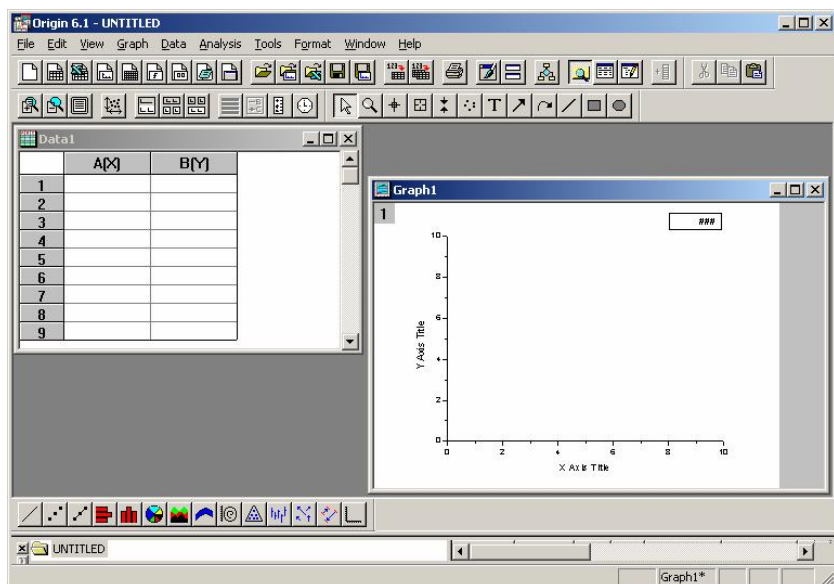 Origin 6.1 - UNTITLED
File Edit View Graph Data Analysis Tools Format Window Help
Data1
A(X) B(Y)
1
2
3
4
5
6
7
8
9
Graph1
1
###
10
8
6
4
2
0
Y Axis Title
0 2 4 6 8 10
X Axis Title
UNTITLED
Graph1*